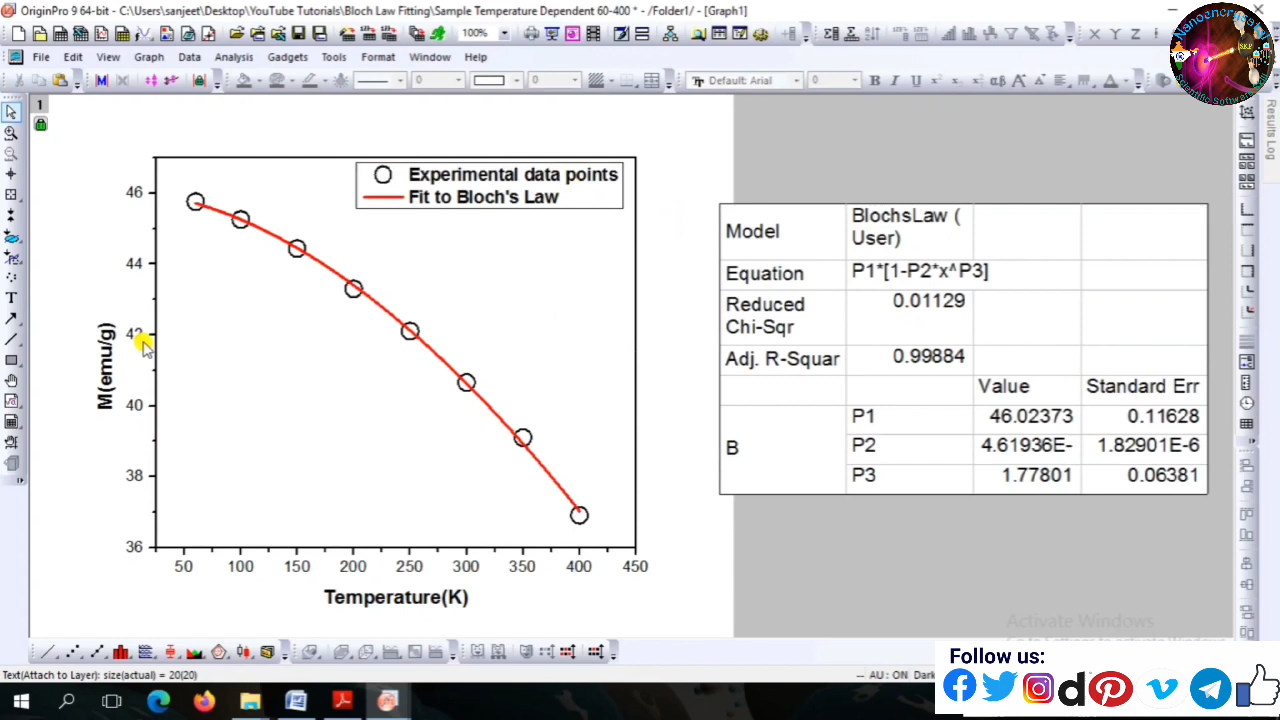 OriginPro 9 64-bit - C:\Users\sanjeet\Desktop\YouTube Tutorials\Bloch Law Fitting\Sample Temperature Dependent 60-400 * - /Folder1/ - [Graph1]
100%
File Edit View Graph Data Analysis Gadgets Tools Format Window Help
0 0 Default: Arial 0 B I U
1
Results Log
Experimental data points
Fit to Bloch's Law
46
44
42
40
38
36
M(emu/g)
50 100 150 200 250 300 350 400 450
Temperature(K)
Model BlochsLaw (
User)
Equation P1*[1-P2*x^P3]
Reduced
Chi-Sqr 0.01129
Adj. R-Squar 0.99884
Value Standard Err
B P1 46.02373 0.11628
P2 4.61936E- 1.82901E-6
P3 1.77801 0.06381
Activate Windows
Text(Attach to Layer): size(actual) = 20(20)
-- AU : ON Dark
Follow us: